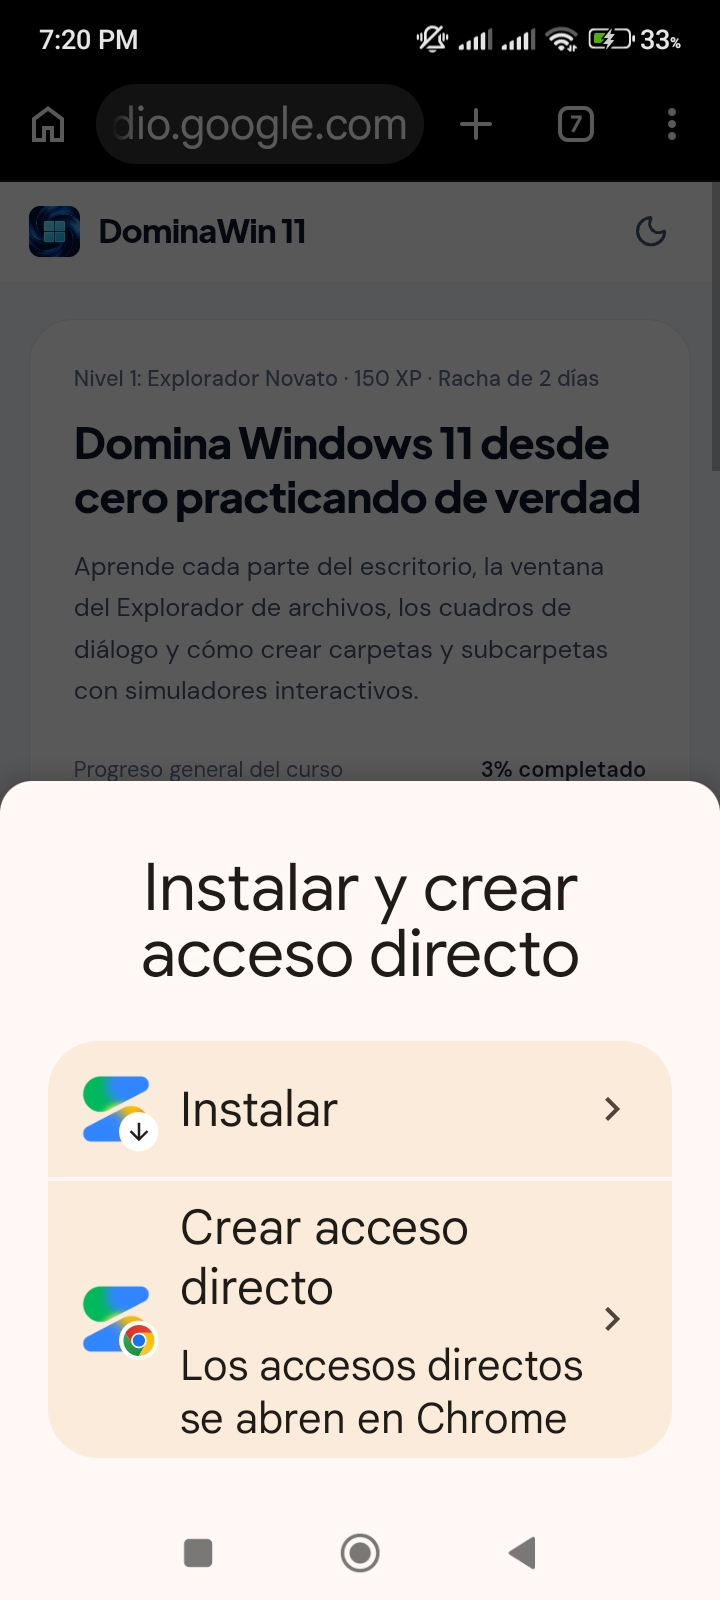 7:20 PM
33%
dio.google.com
7
DominaWin 11
Nivel 1: Explorador Novato · 150 XP · Racha de 2 días
Domina Windows 11 desde
cero practicando de verdad
Aprende cada parte del escritorio, la ventana
del Explorador de archivos, los cuadros de
diálogo y cómo crear carpetas y subcarpetas
con simuladores interactivos.
Progreso general del curso
3% completado
Instalar y crear
acceso directo
Instalar
Crear acceso
directo
Los accesos directos
se abren en Chrome